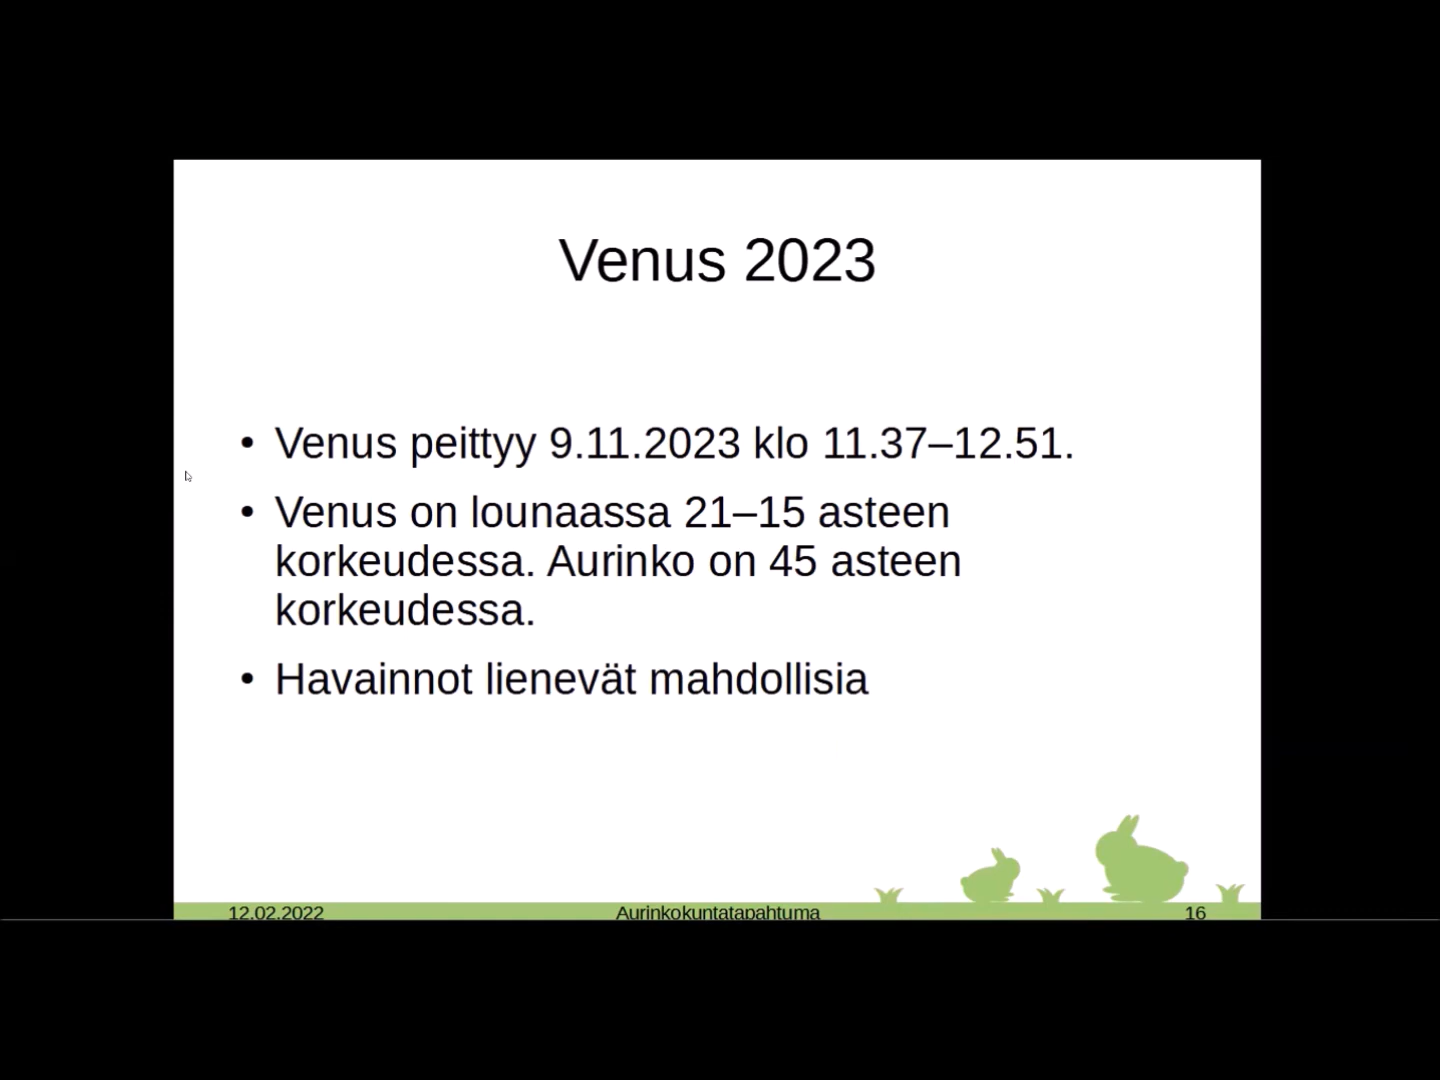 Venus 2023
• Venus peittyy 9.11.2023 klo 11.37–12.51.
• Venus on lounaassa 21–15 asteen
korkeudessa. Aurinko on 45 asteen
korkeudessa.
• Havainnot lienevät mahdollisia
12.02.2022
Aurinkokuntatapahtuma
16